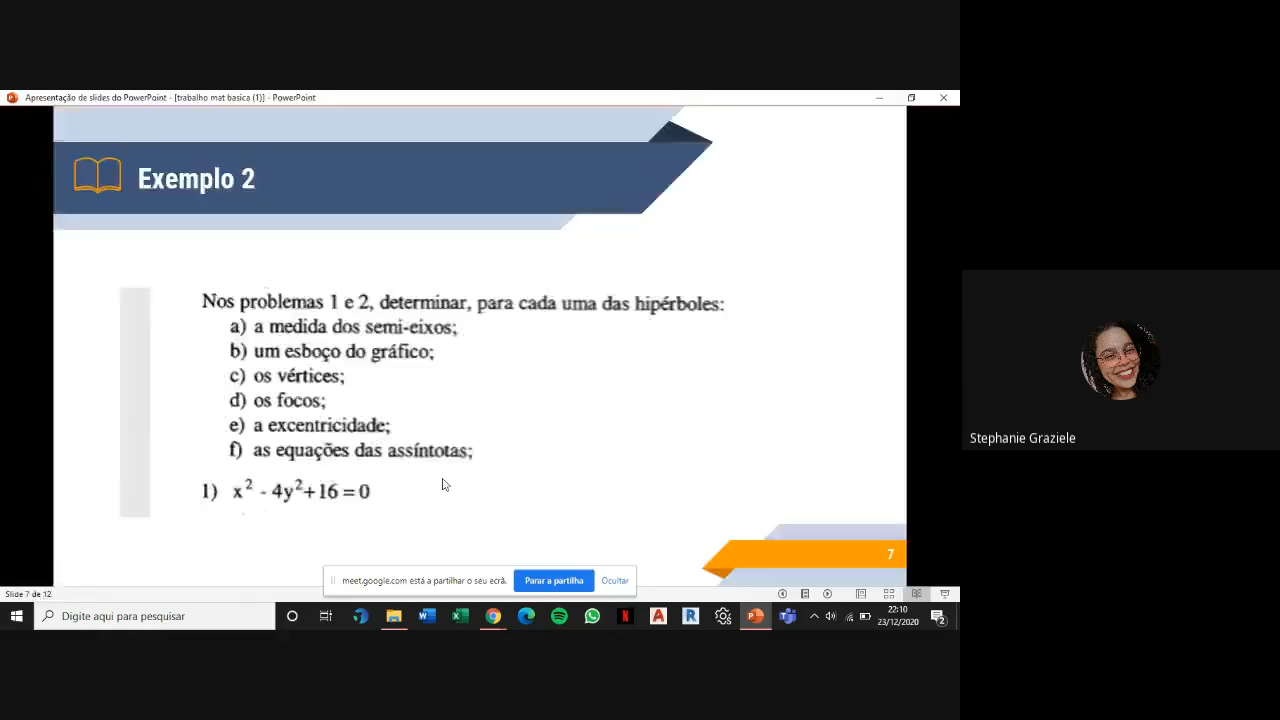 Apresentação de slides do PowerPoint - [trabalho mat basica (1)] - PowerPoint
Exemplo 2
Nos problemas 1 e 2, determinar, para cada uma das hipérboles:
a) a medida dos semi-eixos;
b) um esboço do gráfico;
c) os vértices;
d) os focos;
e) a excentricidade;
f) as equações das assíntotas;
1) x² - 4y² + 16 = 0
7
Stephanie Graziele
meet.google.com está a partilhar o seu ecrã.
Parar a partilha
Ocultar
Slide 7 de 12
Digite aqui para pesquisar
22:10
23/12/2020
2